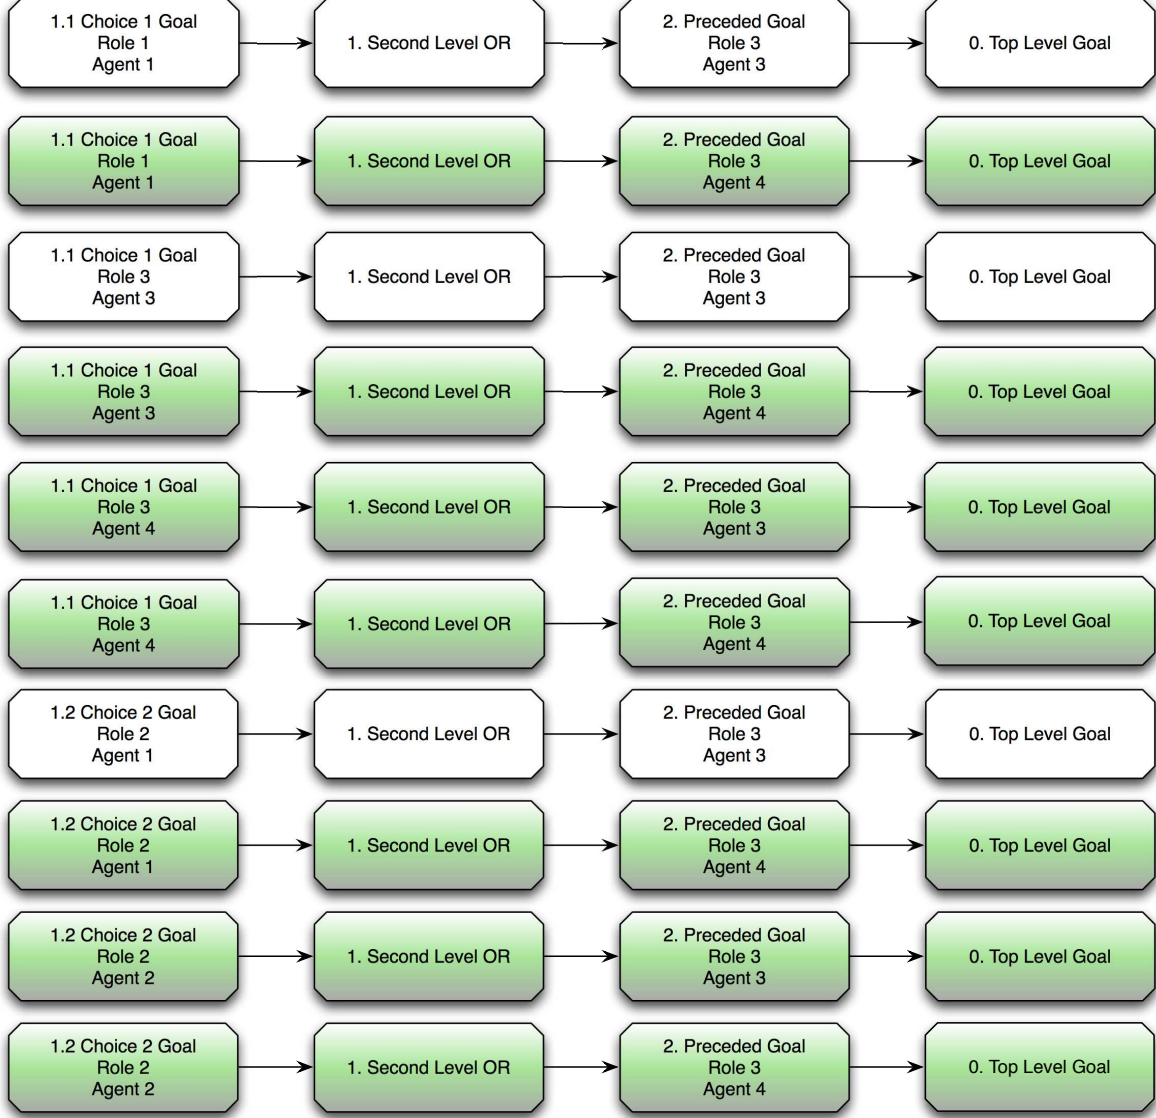 1.1 Choice 1 Goal
Role 1
Agent 1
1. Second Level OR
2. Preceded Goal
Role 3
Agent 3
0. Top Level Goal
1.1 Choice 1 Goal
Role 1
Agent 1
1. Second Level OR
2. Preceded Goal
Role 3
Agent 4
0. Top Level Goal
1.1 Choice 1 Goal
Role 3
Agent 3
1. Second Level OR
2. Preceded Goal
Role 3
Agent 3
0. Top Level Goal
1.1 Choice 1 Goal
Role 3
Agent 3
1. Second Level OR
2. Preceded Goal
Role 3
Agent 4
0. Top Level Goal
1.1 Choice 1 Goal
Role 3
Agent 4
1. Second Level OR
2. Preceded Goal
Role 3
Agent 3
0. Top Level Goal
1.1 Choice 1 Goal
Role 3
Agent 4
1. Second Level OR
2. Preceded Goal
Role 3
Agent 4
0. Top Level Goal
1.2 Choice 2 Goal
Role 2
Agent 1
1. Second Level OR
2. Preceded Goal
Role 3
Agent 3
0. Top Level Goal
1.2 Choice 2 Goal
Role 2
Agent 1
1. Second Level OR
2. Preceded Goal
Role 3
Agent 4
0. Top Level Goal
1.2 Choice 2 Goal
Role 2
Agent 2
1. Second Level OR
2. Preceded Goal
Role 3
Agent 3
0. Top Level Goal
1.2 Choice 2 Goal
Role 2
Agent 2
1. Second Level OR
2. Preceded Goal
Role 3
Agent 4
0. Top Level Goal